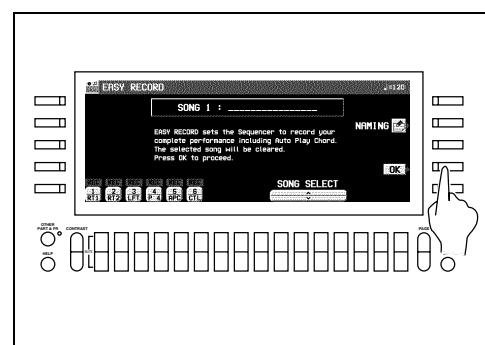 EASY RECORD
♩=120
SONG 1 : _ _ _ _ _ _ _ _ _ _ _ _ _ _ _ _
NAMING
EASY RECORD sets the Sequencer to record your
complete performance including Auto Play Chord.
The selected song will be cleared.
Press OK to proceed.
OK
SONG SELECT
1 2 3 4 5 6
RT1 RT2 LFT P 4 APC CTL
OTHER
PART & PR
CONTRAST
PAGE
HELP